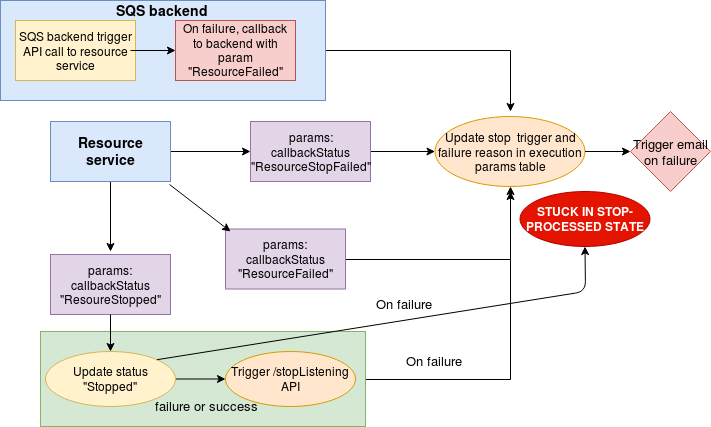 SQS backend
SQS backend trigger
API call to resource
service
On failure, callback
to backend with
param
"ResourceFailed"
Resource
service
params:
callbackStatus
"ResourceStopFailed"
Update stop trigger and
failure reason in execution
params table
Trigger email
on failure
STUCK IN STOP-
PROCESSED STATE
params:
callbackStatus
"ResourceFailed"
params:
callbackStatus
"ResoureStopped"
On failure
Update status
"Stopped"
Trigger /stopListening
API
On failure
failure or success